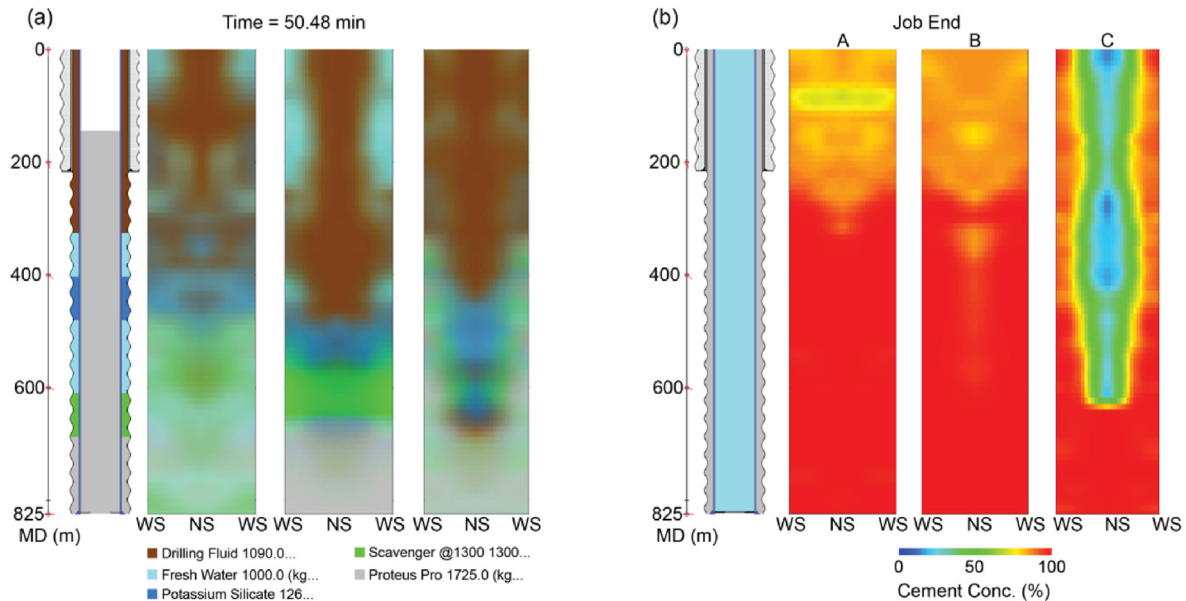 (a)
Time = 50.48 min
0
200
400
600
825
MD (m)
WS NS WS
WS NS WS
WS NS WS
Drilling Fluid 1090.0...
Fresh Water 1000.0 (kg...
Potassium Silicate 126...
Scavenger @1300 1300...
Proteus Pro 1725.0 (kg...
(b)
Job End
A B C
0
200
400
600
825
MD (m)
WS NS WS
WS NS WS
WS NS WS
0 50 100
Cement Conc. (%)